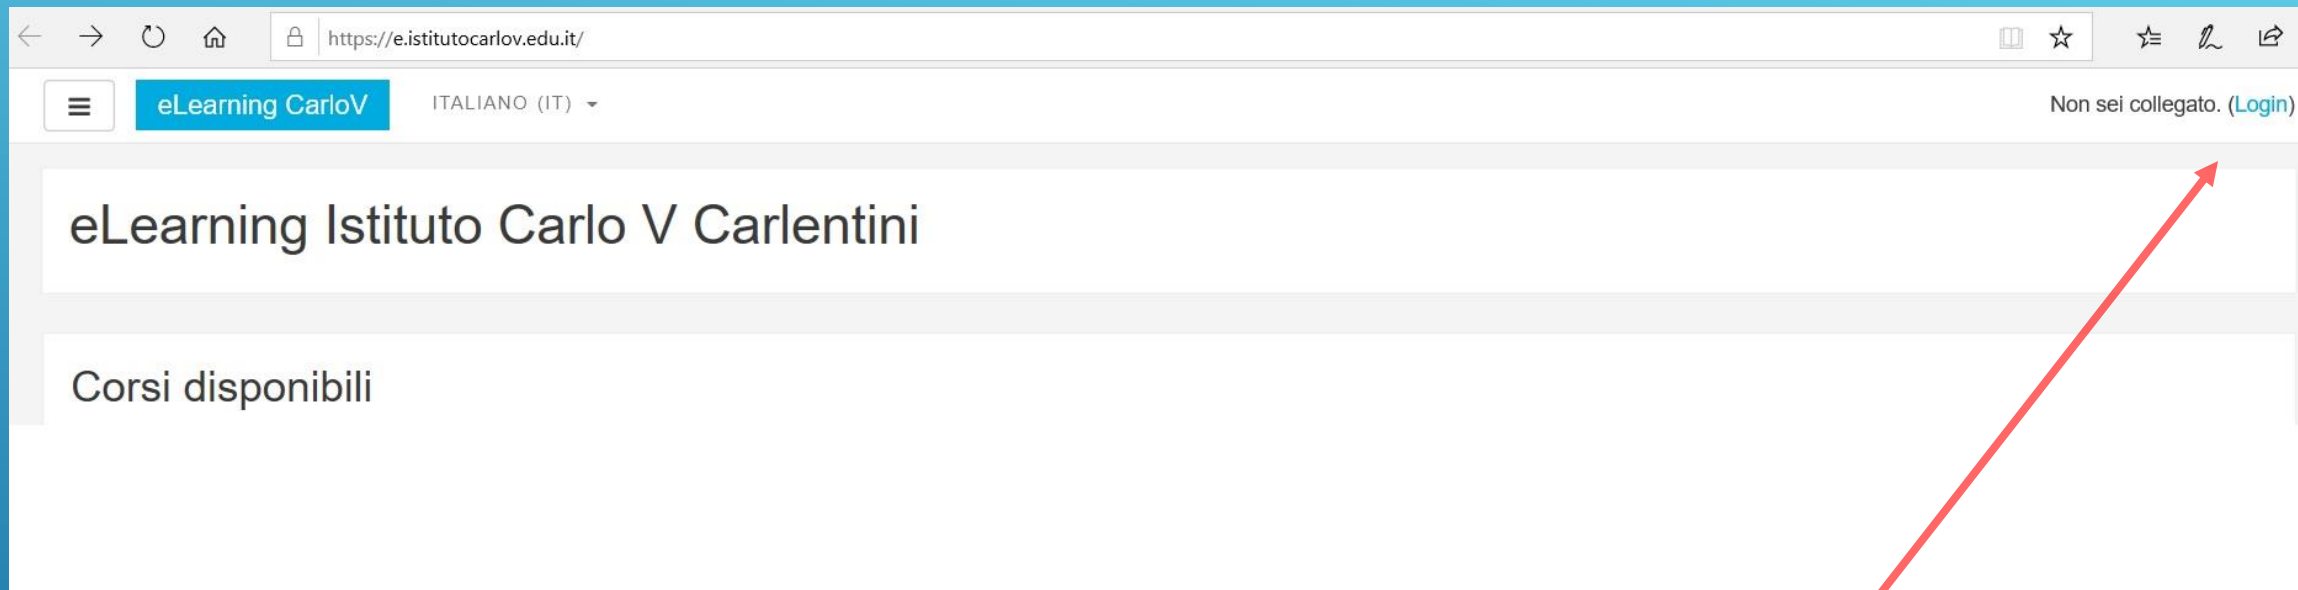 https://e.istitutocarlov.edu.it/
eLearning CarloV ITALIANO (IT) Non sei collegato. (Login)
eLearning Istituto Carlo V Carlentini
Corsi disponibili